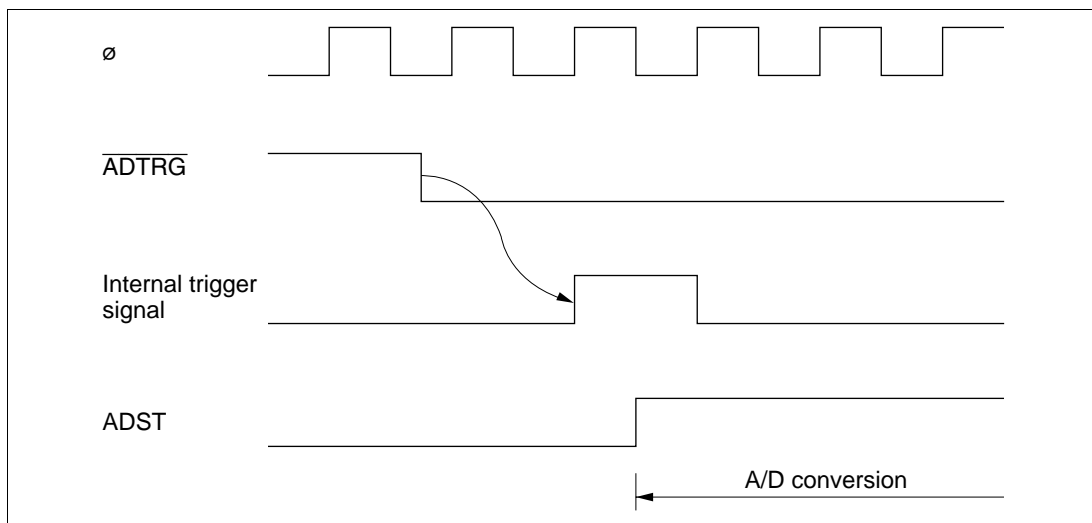 ø
ADTRG
Internal trigger
signal
ADST
A/D conversion